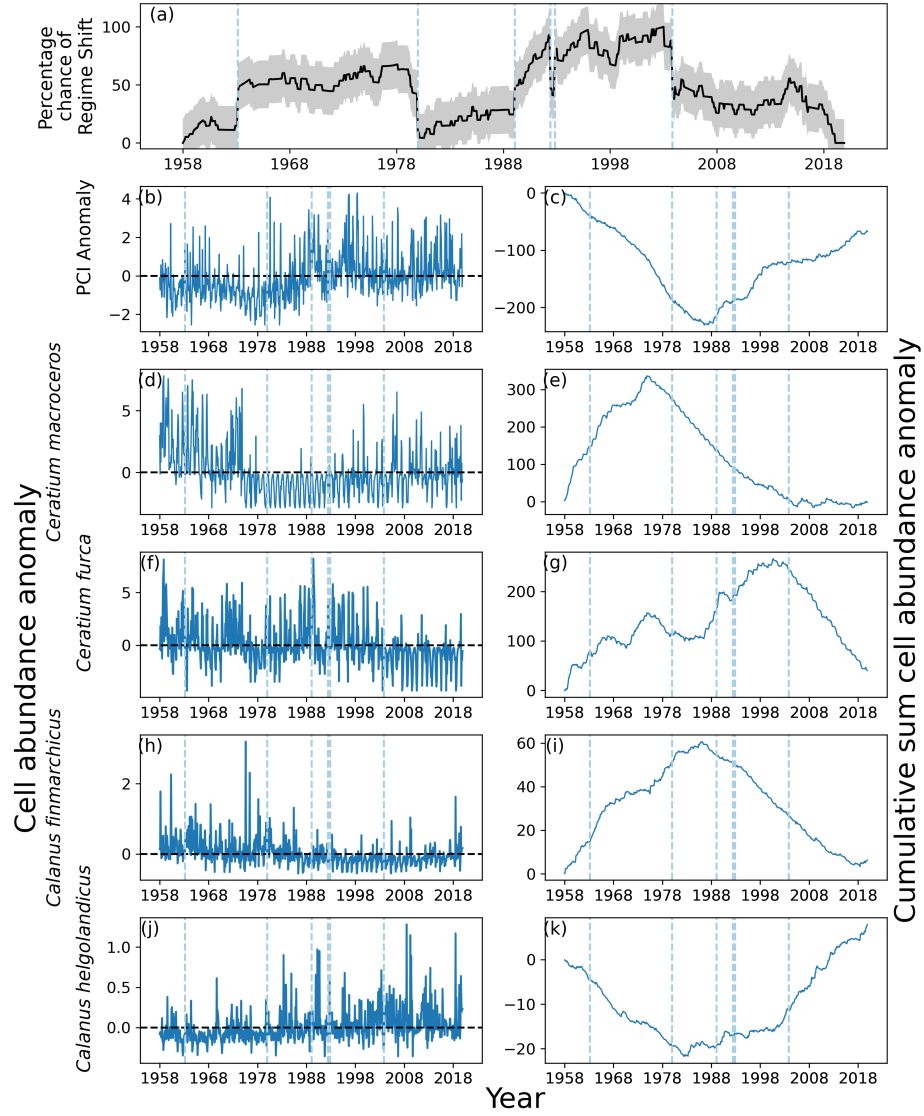 (a)
Percentage
chance of
Regime Shift
100
50
0
1958 1968 1978 1988 1998 2008 2018
(b)
PCI Anomaly
4
2
0
−2
1958 1968 1978 1988 1998 2008 2018
(c)
0
−100
−200
1958 1968 1978 1988 1998 2008 2018
(d)
Ceratium macroceros
5
0
1958 1968 1978 1988 1998 2008 2018
(e)
300
200
100
0
1958 1968 1978 1988 1998 2008 2018
(f)
Ceratium furca
5
0
1958 1968 1978 1988 1998 2008 2018
(g)
200
100
0
1958 1968 1978 1988 1998 2008 2018
(h)
Calanus finmarchicus
2
0
1958 1968 1978 1988 1998 2008 2018
(i)
60
40
20
0
1958 1968 1978 1988 1998 2008 2018
(j)
Calanus helgolandicus
1.0
0.5
0.0
1958 1968 1978 1988 1998 2008 2018
(k)
0
−10
−20
1958 1968 1978 1988 1998 2008 2018
Cell abundance anomaly
Cumulative sum cell abundance anomaly
Year